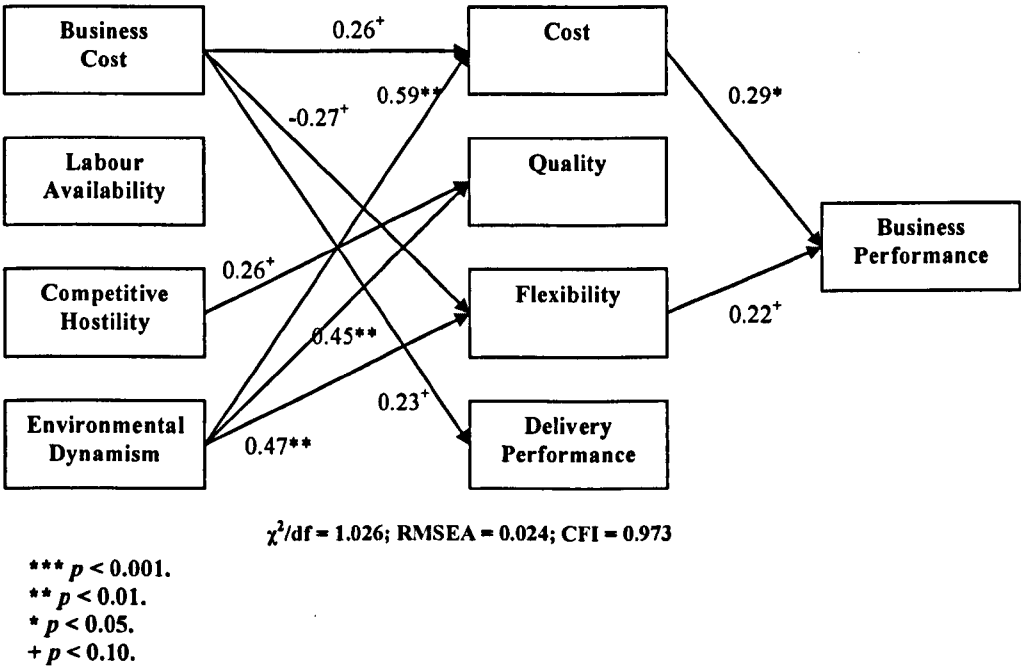 Business
Cost
Labour
Availability
Competitive
Hostility
Environmental
Dynamism
0.26+
0.59**
-0.27+
0.26+
0.45**
0.23+
0.47**
Cost
Quality
Flexibility
Delivery
Performance
0.29*
0.22+
Business
Performance
χ²/df = 1.026; RMSEA = 0.024; CFI = 0.973
*** p < 0.001.
** p < 0.01.
* p < 0.05.
+ p < 0.10.